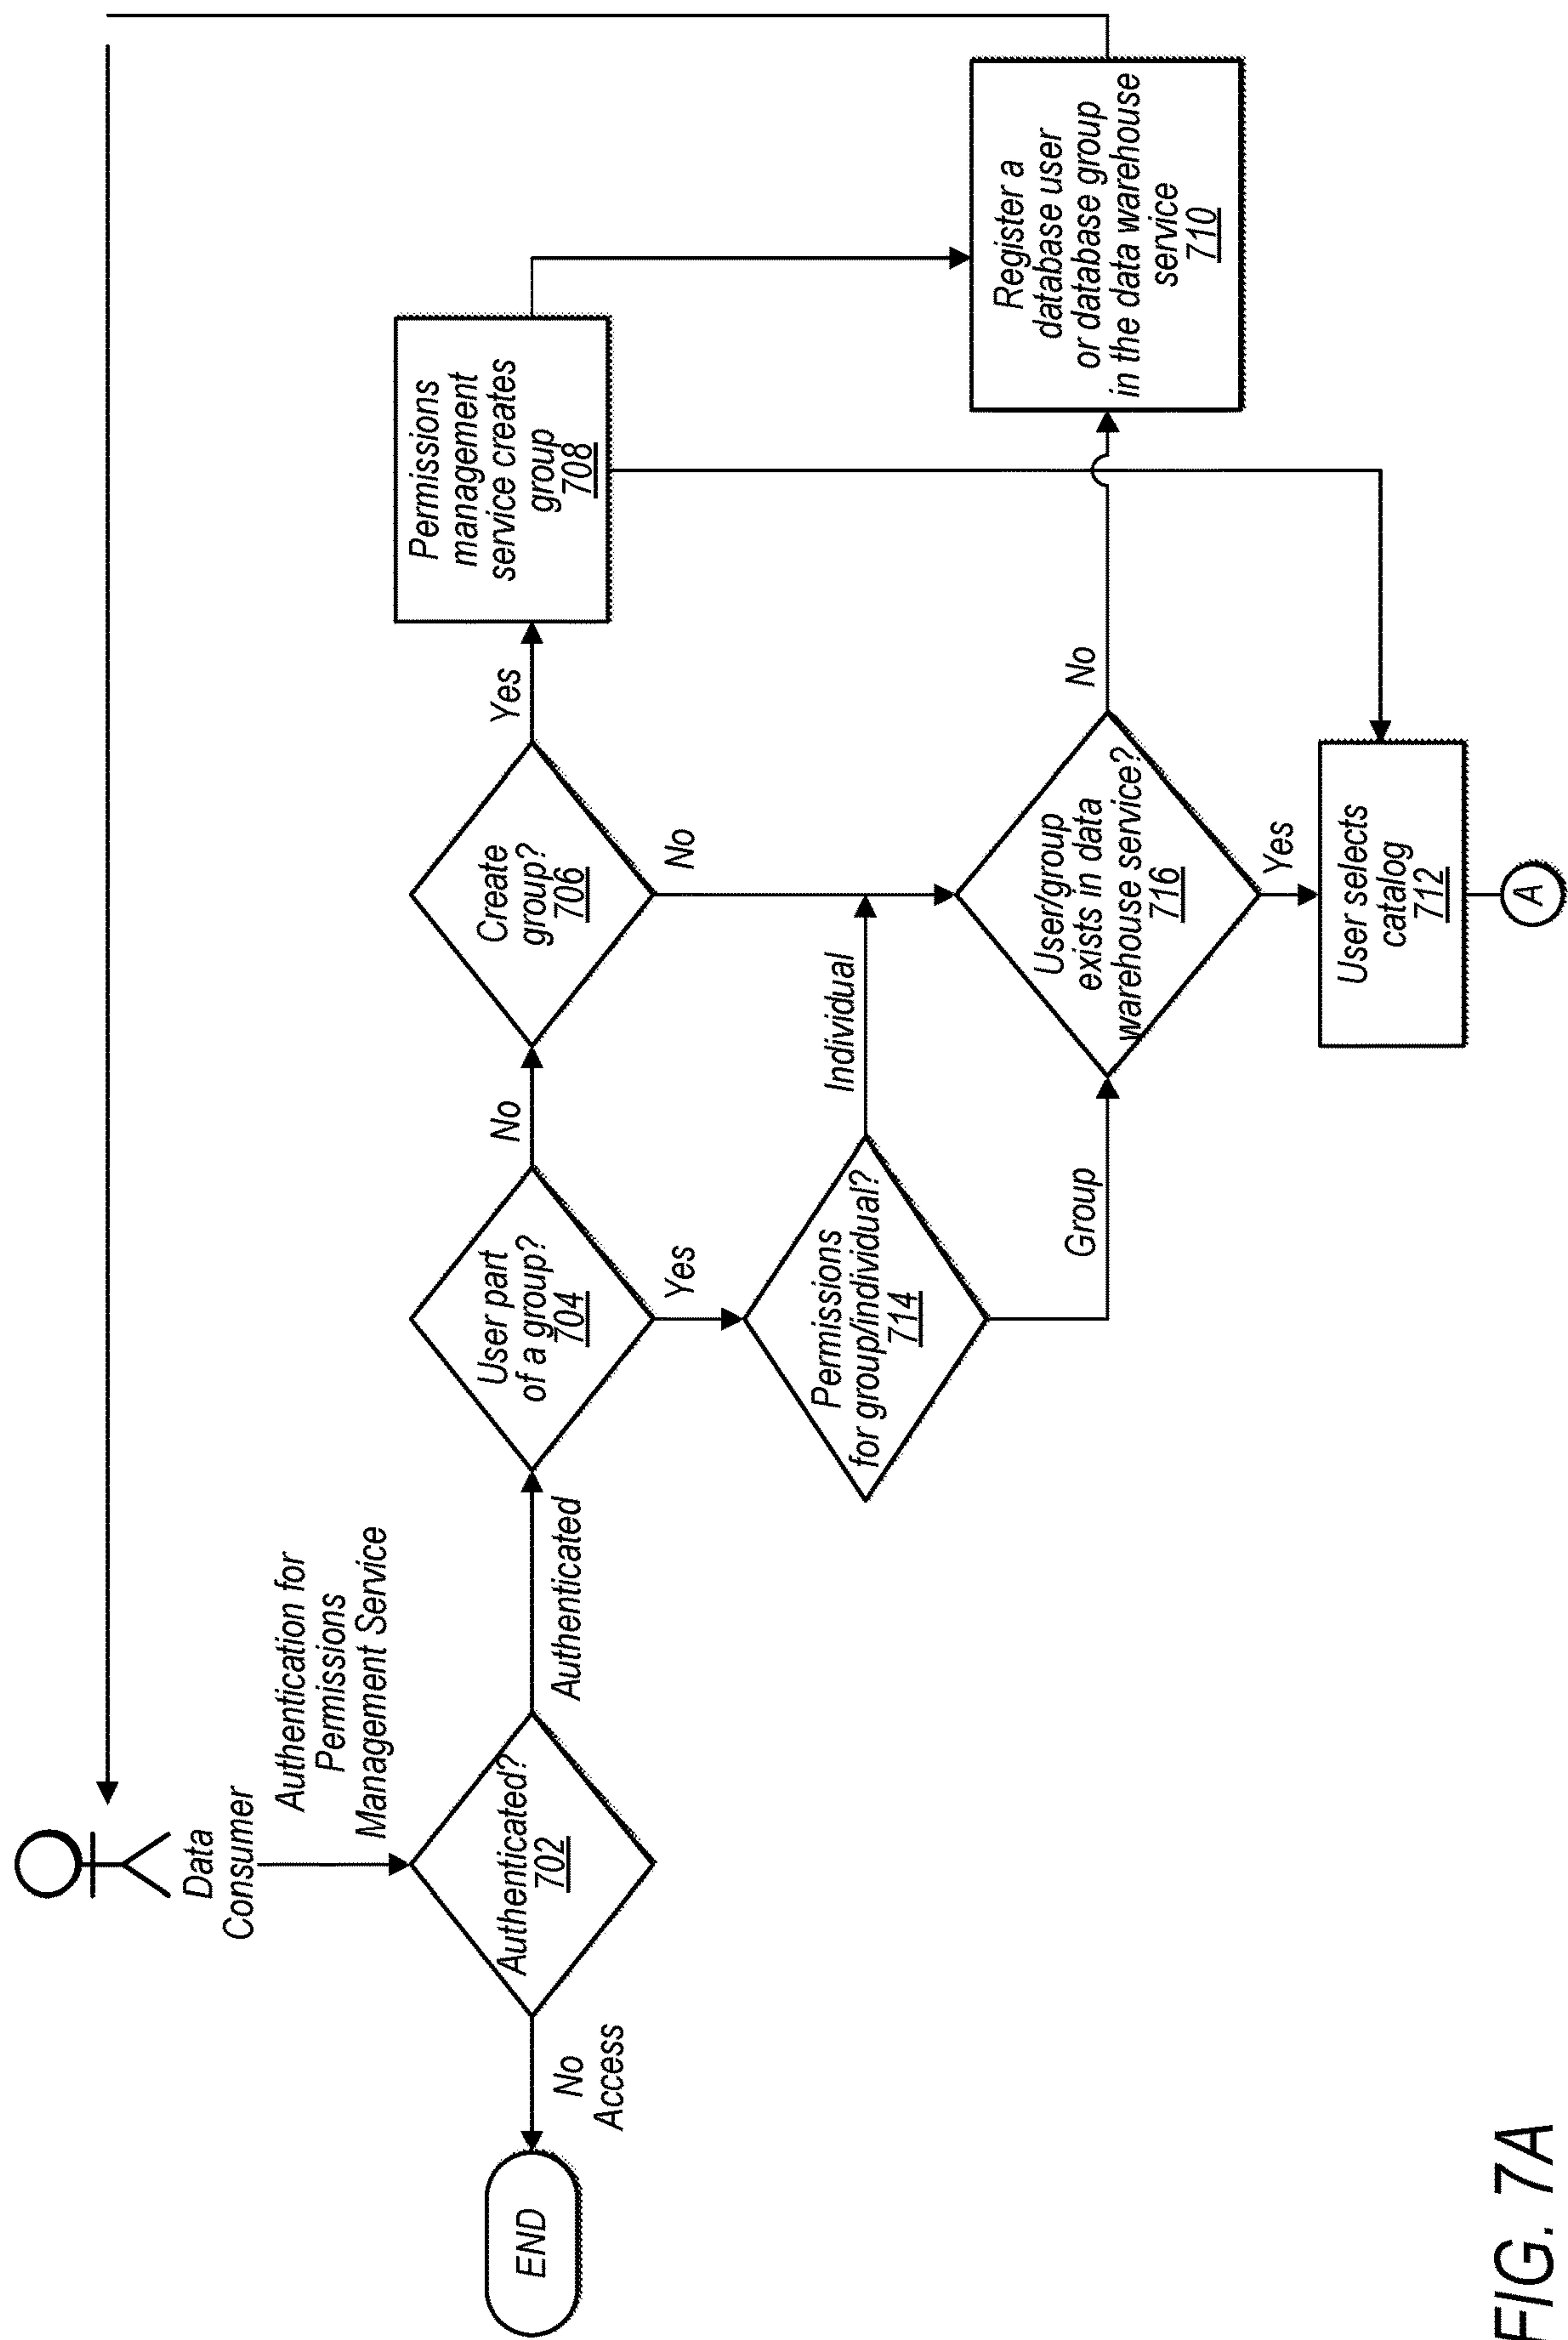 Data
Consumer
Authentication for
Permissions
Management Service
END
No
Access
Authenticated?
702
Authenticated
User part
of a group?
704
No
Create
group?
706
Yes
Permissions
management
service creates
group
708
Yes
Permissions
for group/individual?
714
Individual
Group
No
User/group
exists in data
warehouse service?
716
No
Register a
database user
or database group
in the data warehouse
service
710
Yes
User selects
catalog
712
A
FIG. 7A